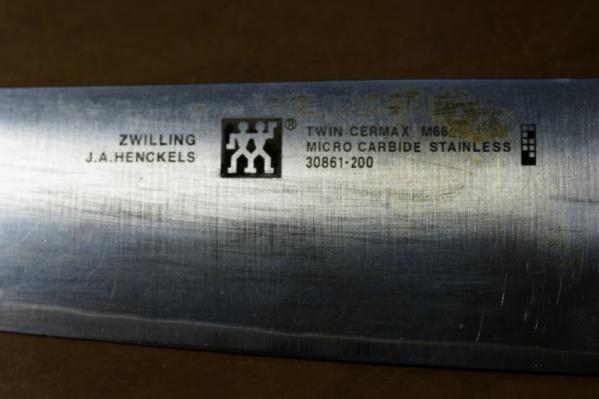 ZWILLING
J.A.HENCKELS
®
TWIN CERMAX M66
MICRO CARBIDE STAINLESS
30861-200